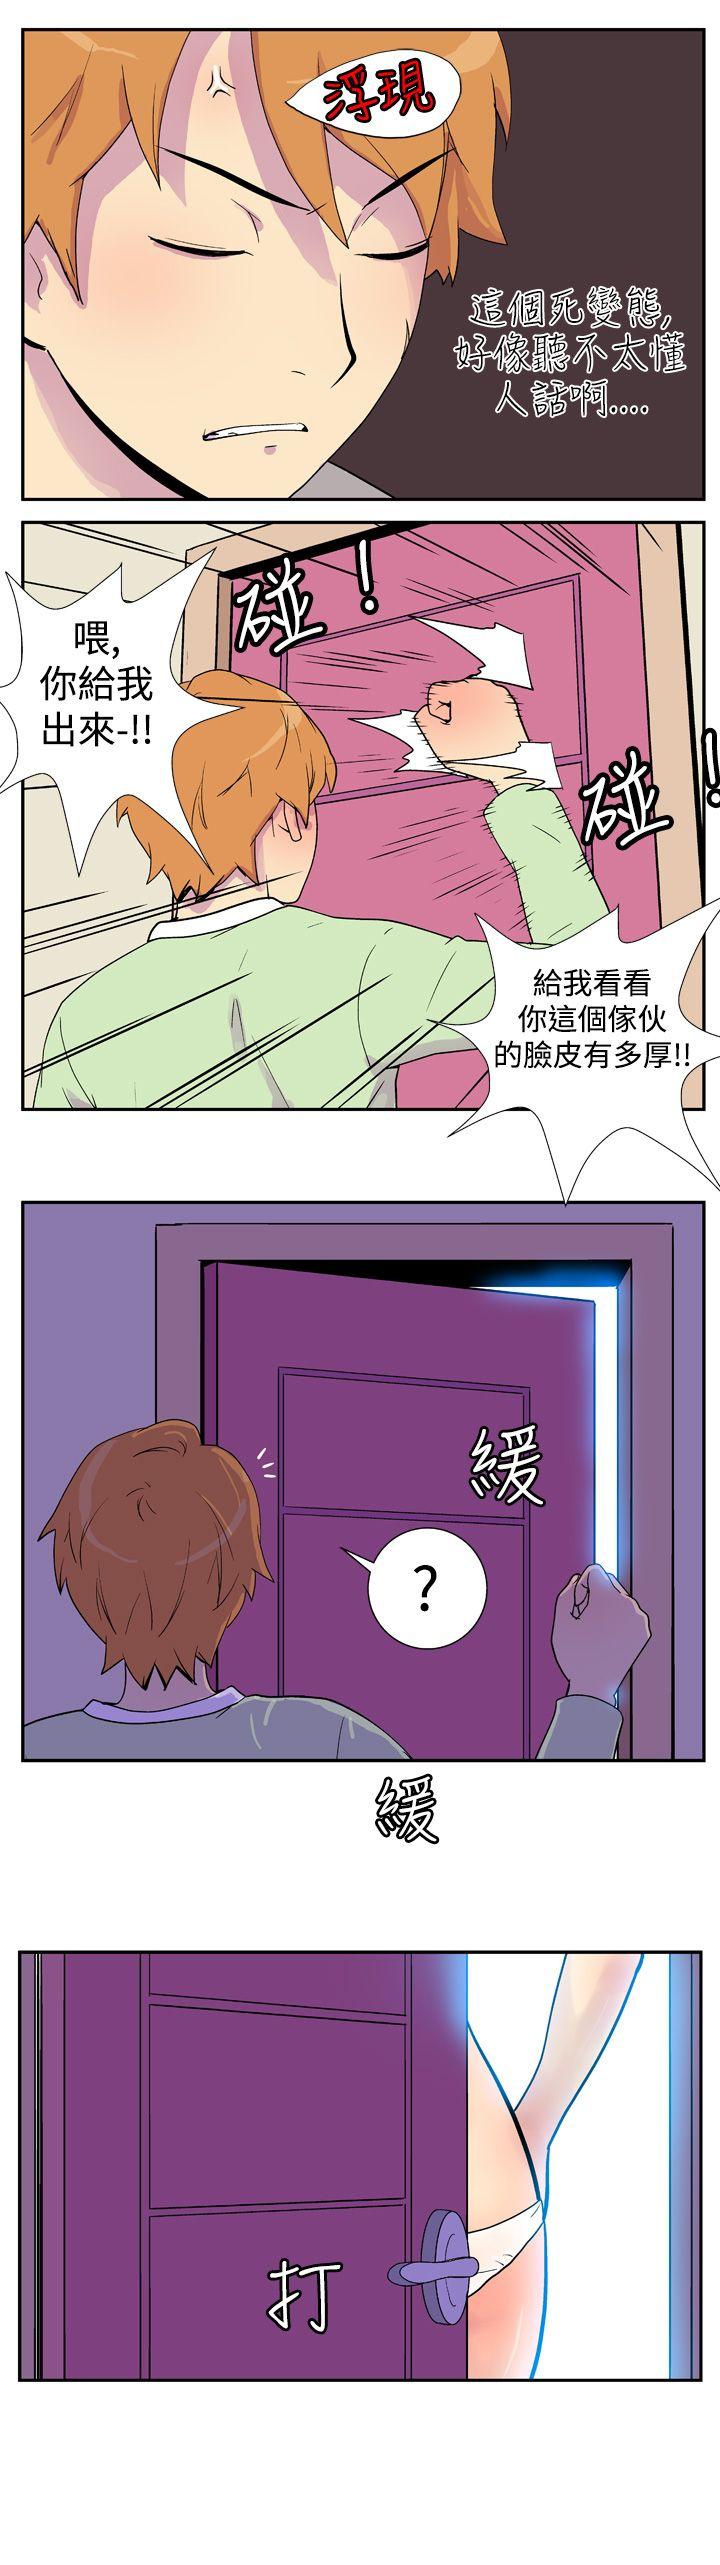 浮現
這個死變態,
好像聽不太懂
人話啊....
碰！
喂,
你給我
出來-!!
碰！
給我看看
你這個傢伙
的臉皮有多厚!!
緩
?
緩
打